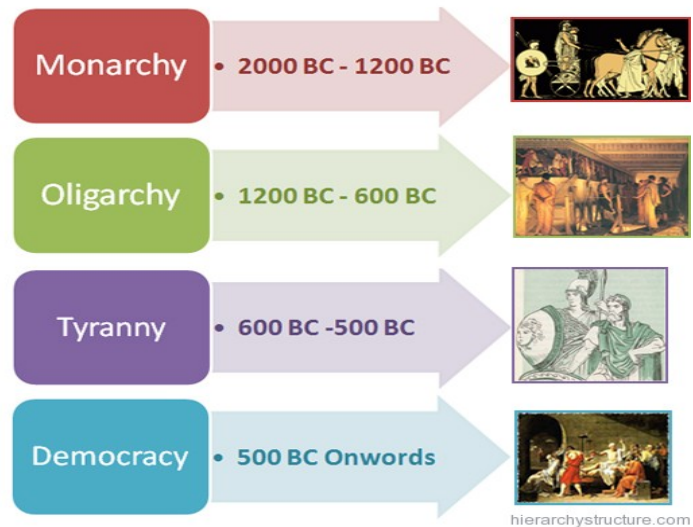 Monarchy • 2000 BC - 1200 BC
Oligarchy • 1200 BC - 600 BC
Tyranny • 600 BC -500 BC
Democracy • 500 BC Onwords
hierarchystructure.com